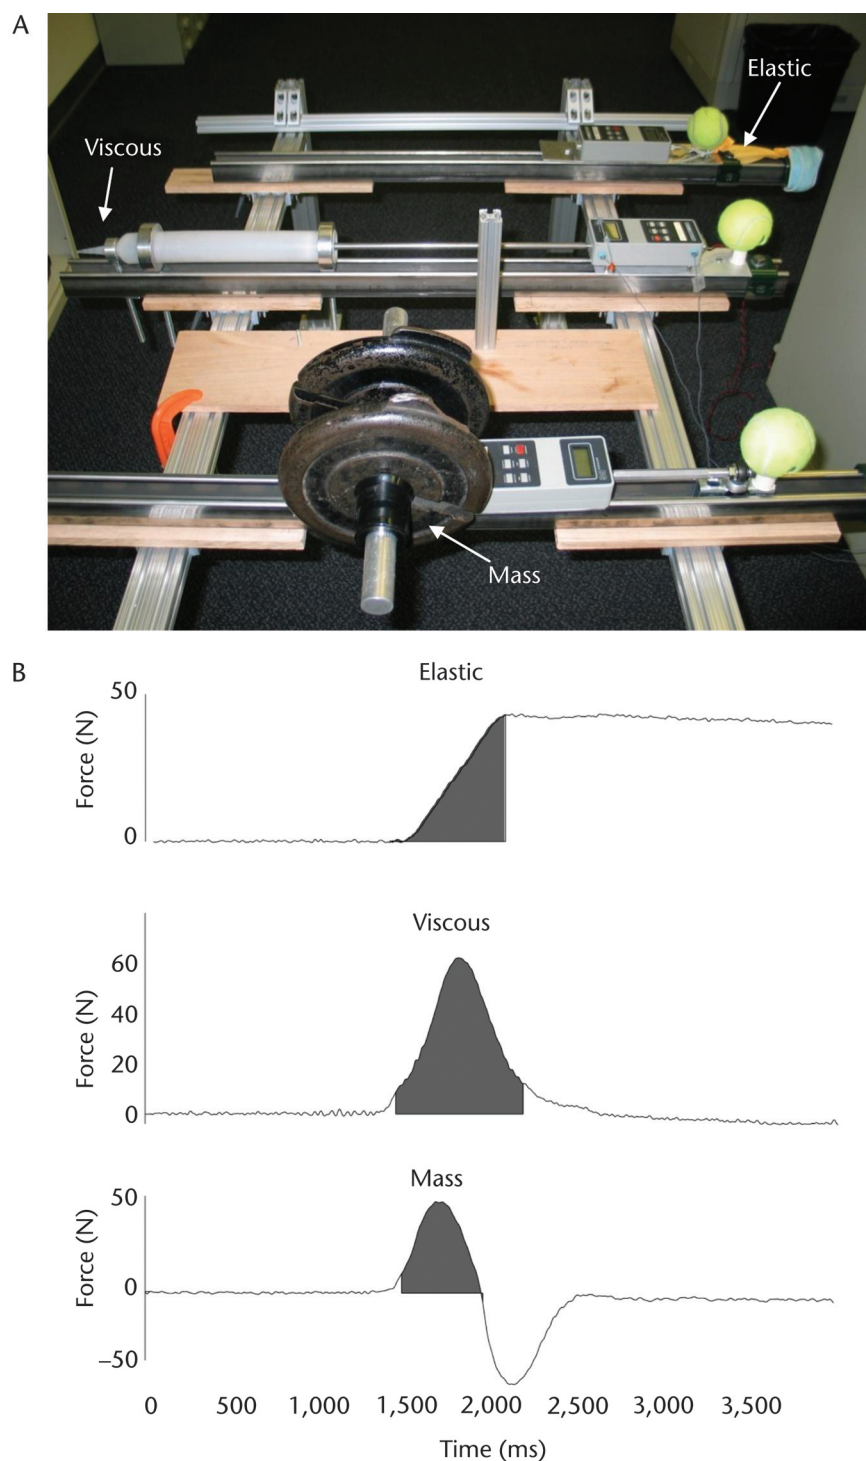 A
Elastic
Viscous
Mass
B
Elastic
50
Force (N)
0
Viscous
60
Force (N)
40
20
0
Mass
50
Force (N)
0
–50
0 500 1,000 1,500 2,000 2,500 3,000 3,500
Time (ms)